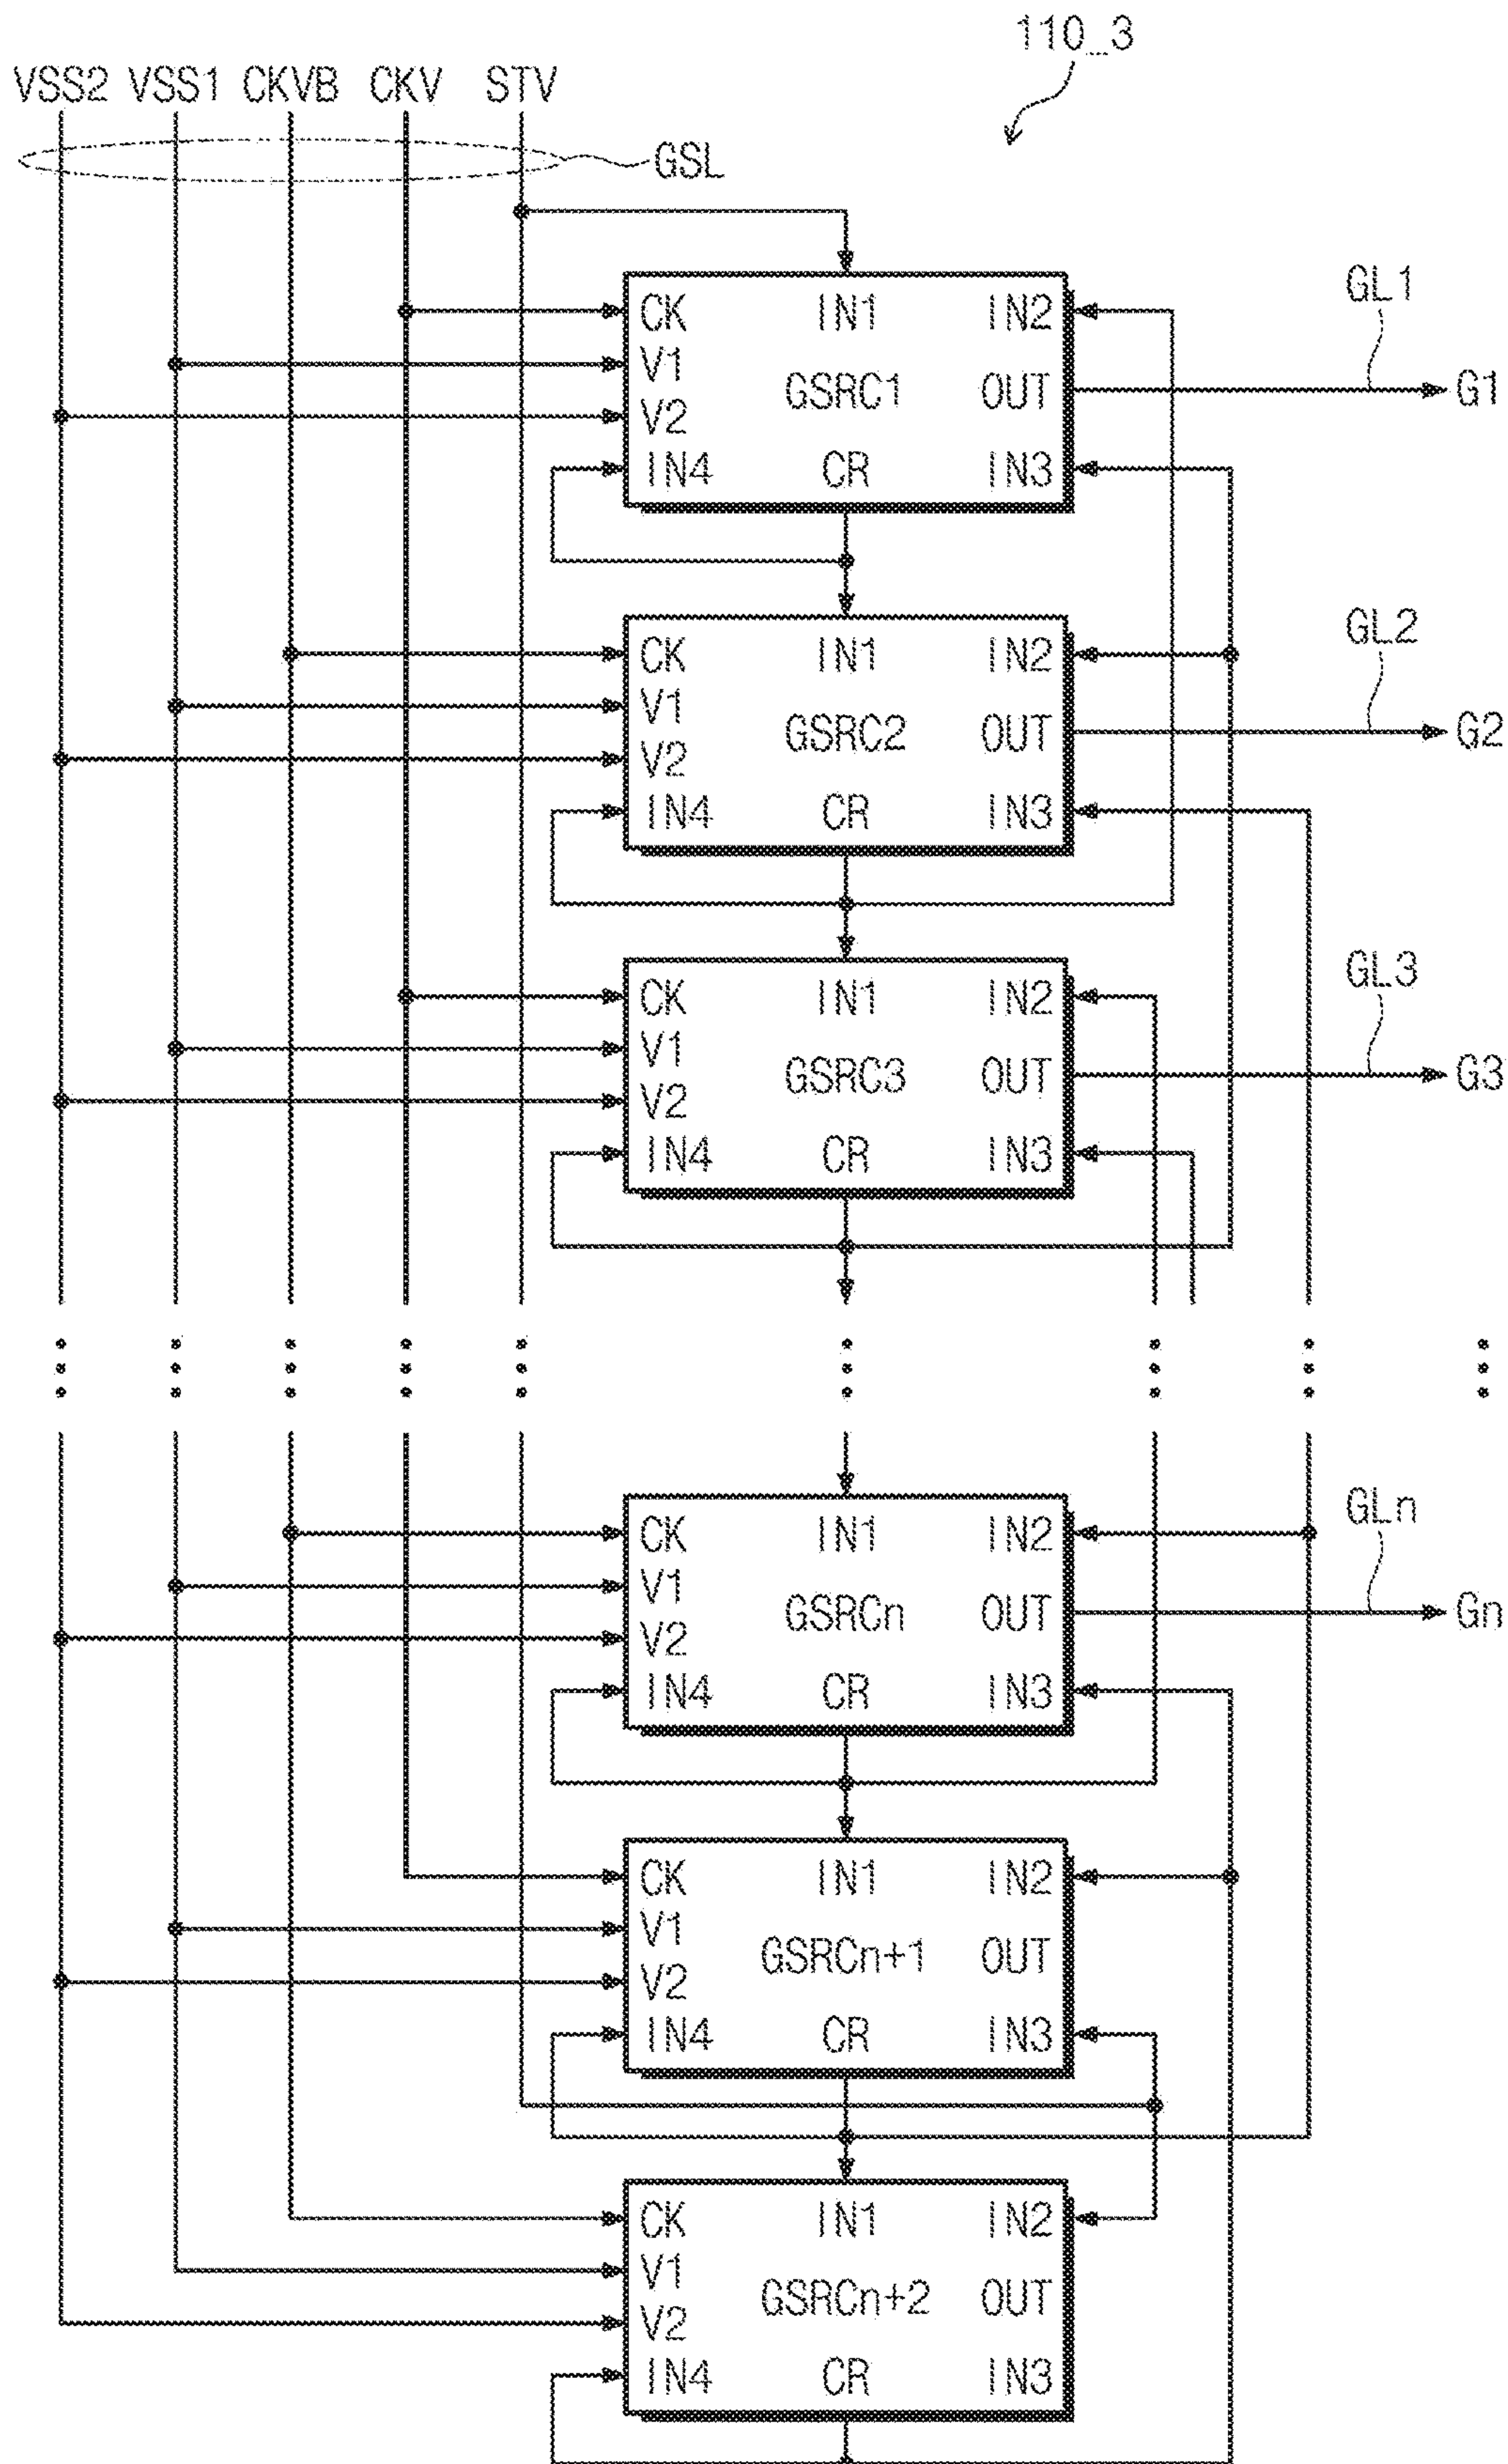 110_3
VSS2 VSS1 CKVB CKV STV
GSL
CK IN1 IN2
V1
GSRC1 OUT
V2
IN4 CR IN3
GL1
G1
CK IN1 IN2
V1
GSRC2 OUT
V2
IN4 CR IN3
GL2
G2
CK IN1 IN2
V1
GSRC3 OUT
V2
IN4 CR IN3
GL3
G3
CK IN1 IN2
V1
GSRCn OUT
V2
IN4 CR IN3
GLn
Gn
CK IN1 IN2
V1
GSRCn+1 OUT
V2
IN4 CR IN3
CK IN1 IN2
V1
GSRCn+2 OUT
V2
IN4 CR IN3